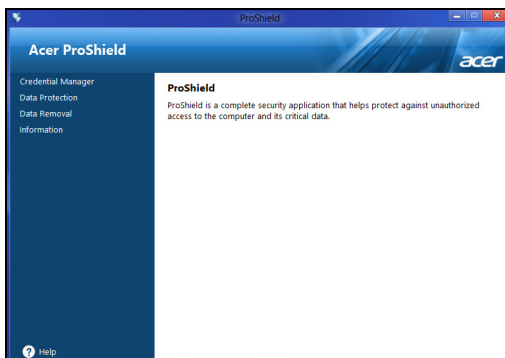 ProShield
Acer ProShield
acer
Credential Manager
Data Protection
Data Removal
Information
ProShield
ProShield is a complete security application that helps protect against unauthorized
access to the computer and its critical data.
? Help